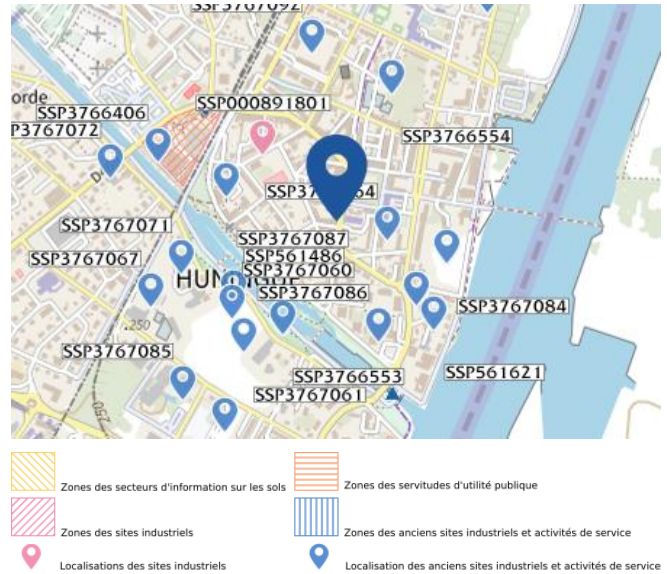 SSP3767092
orde
SSP000891801
SSP3766406
P3767072
SSP3766554
SSP3767071
SSP3767087
SSP561486
SSP3767067
SSP3767060
SSP3767086
250
SSP3767084
SSP3767085
SSP3766553
SSP561621
SSP3767061
250
Zones des secteurs d'information sur les sols
Zones des servitudes d'utilité publique
Zones des sites industriels
Zones des anciens sites industriels et activités de service
Localisations des sites industriels
Localisation des anciens sites industriels et activités de service